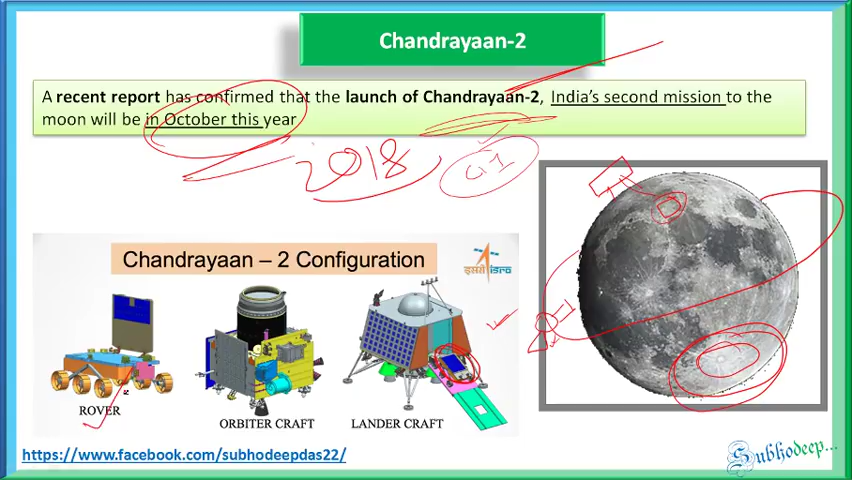 Chandrayaan-2
A recent report has confirmed that the launch of Chandrayaan-2, India's second mission to the
moon will be in October this year
2018
Chandrayaan – 2 Configuration
इसरो isro
ROVER
ORBITER CRAFT
LANDER CRAFT
https://www.facebook.com/subhodeepdas22/
Subhodeep...